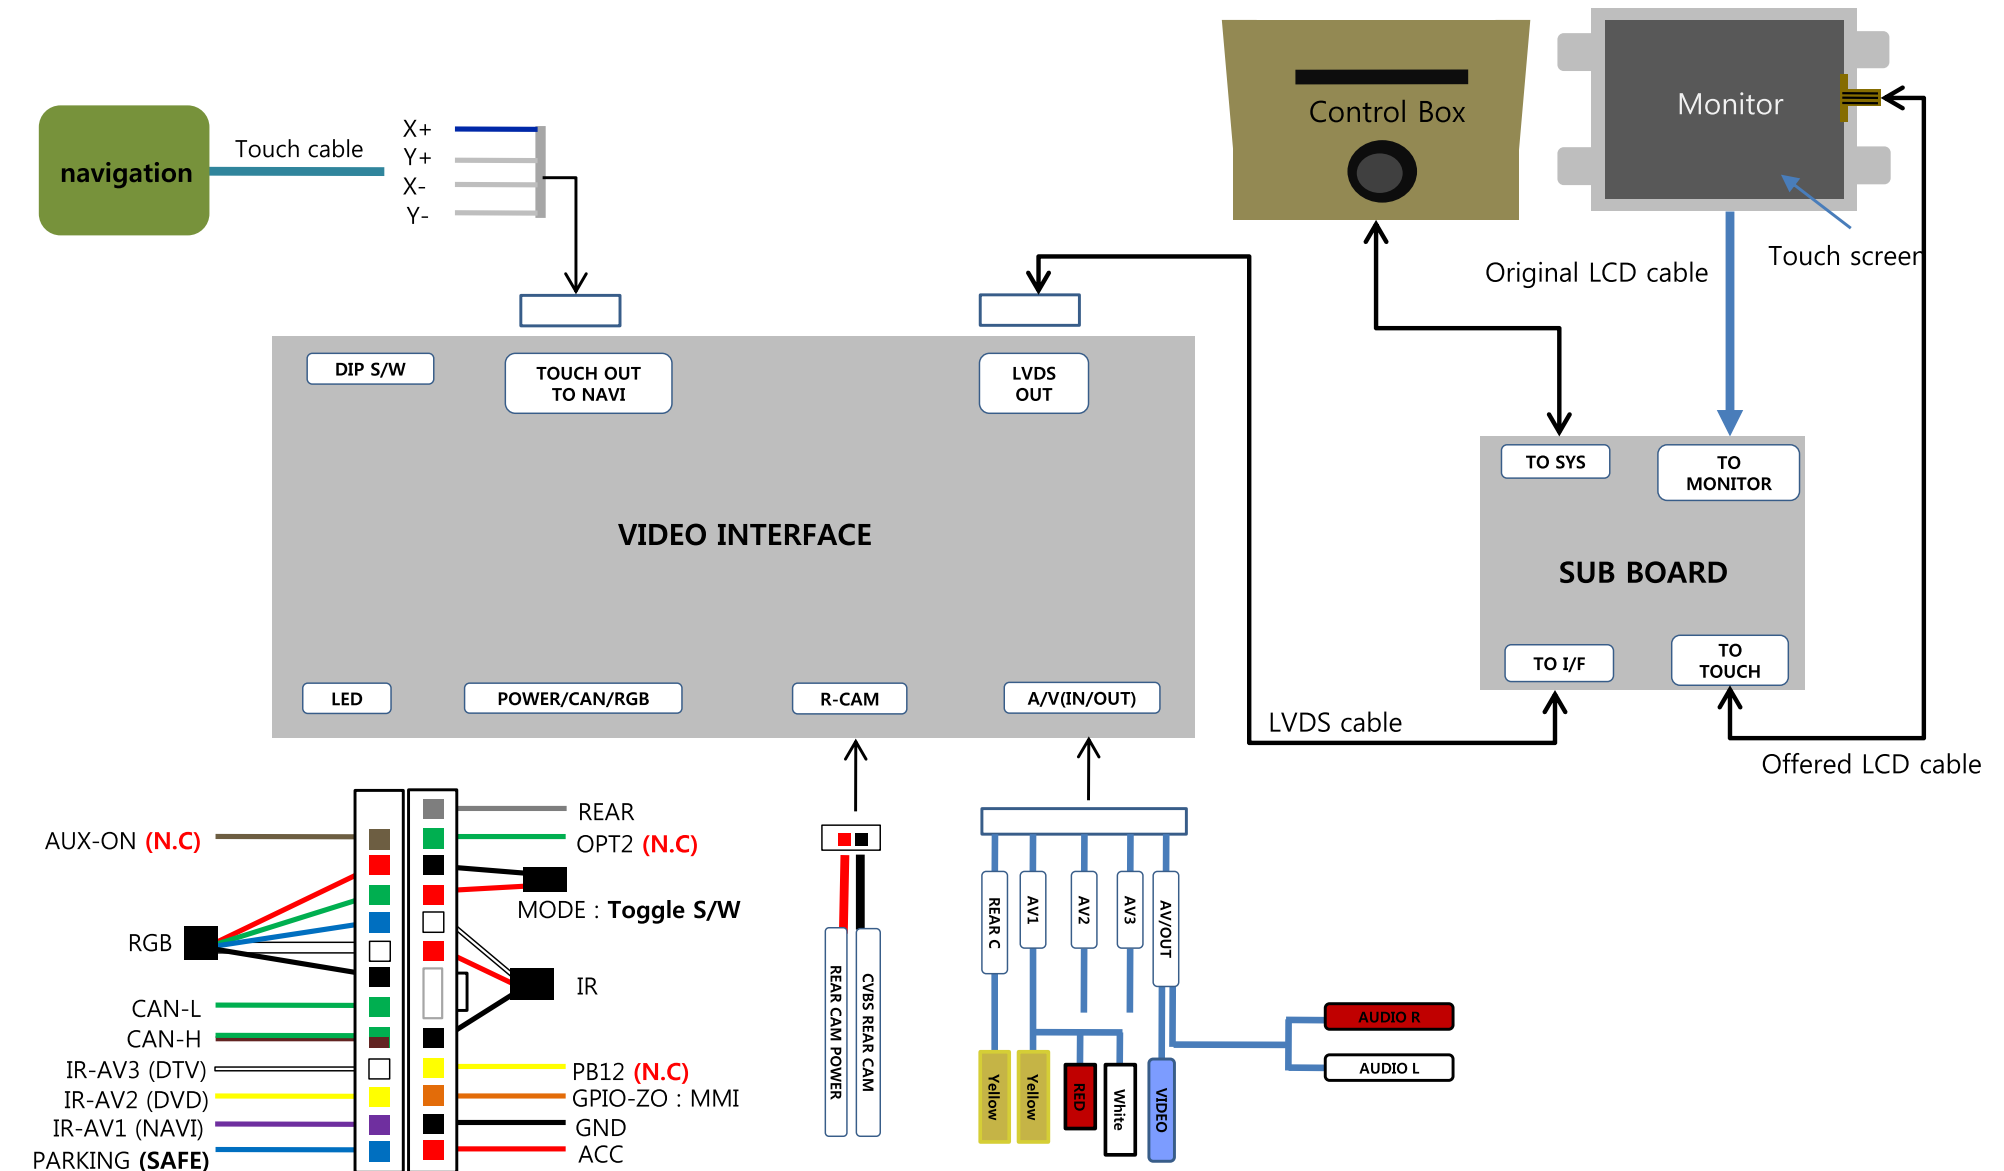 navigation
Touch cable
X+
Y+
X-
Y-
Control Box
Monitor
Original LCD cable
Touch screen
DIP S/W
TOUCH OUT
TO NAVI
LVDS
OUT
VIDEO INTERFACE
LED
POWER/CAN/RGB
R-CAM
A/V(IN/OUT)
TO SYS
TO
MONITOR
SUB BOARD
TO I/F
TO
TOUCH
LVDS cable
Offered LCD cable
AUX-ON (N.C)
RGB
CAN-L
CAN-H
IR-AV3 (DTV)
IR-AV2 (DVD)
IR-AV1 (NAVI)
PARKING (SAFE)
REAR
OPT2 (N.C)
MODE : Toggle S/W
IR
PB12 (N.C)
GPIO-ZO : MMI
GND
ACC
REAR CAM POWER
CVBS REAR CAM
REAR C
AV1
AV2
AV3
AV/OUT
Yellow
Yellow
RED
White
VIDEO
AUDIO R
AUDIO L